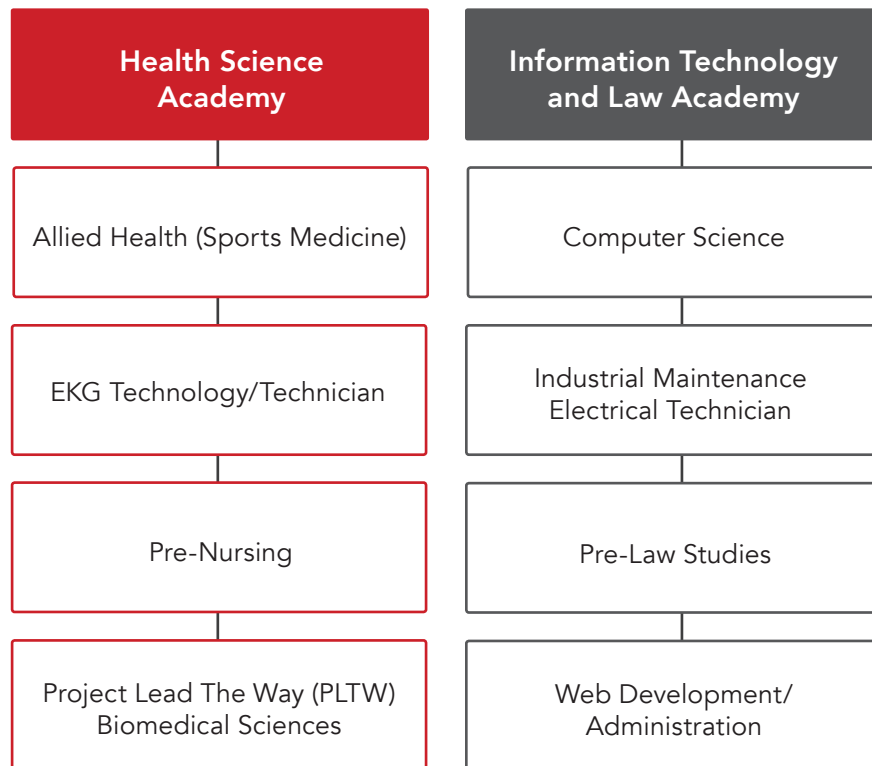 Health Science
Academy
Allied Health (Sports Medicine)
EKG Technology/Technician
Pre-Nursing
Project Lead The Way (PLTW)
Biomedical Sciences
Information Technology
and Law Academy
Computer Science
Industrial Maintenance
Electrical Technician
Pre-Law Studies
Web Development/
Administration